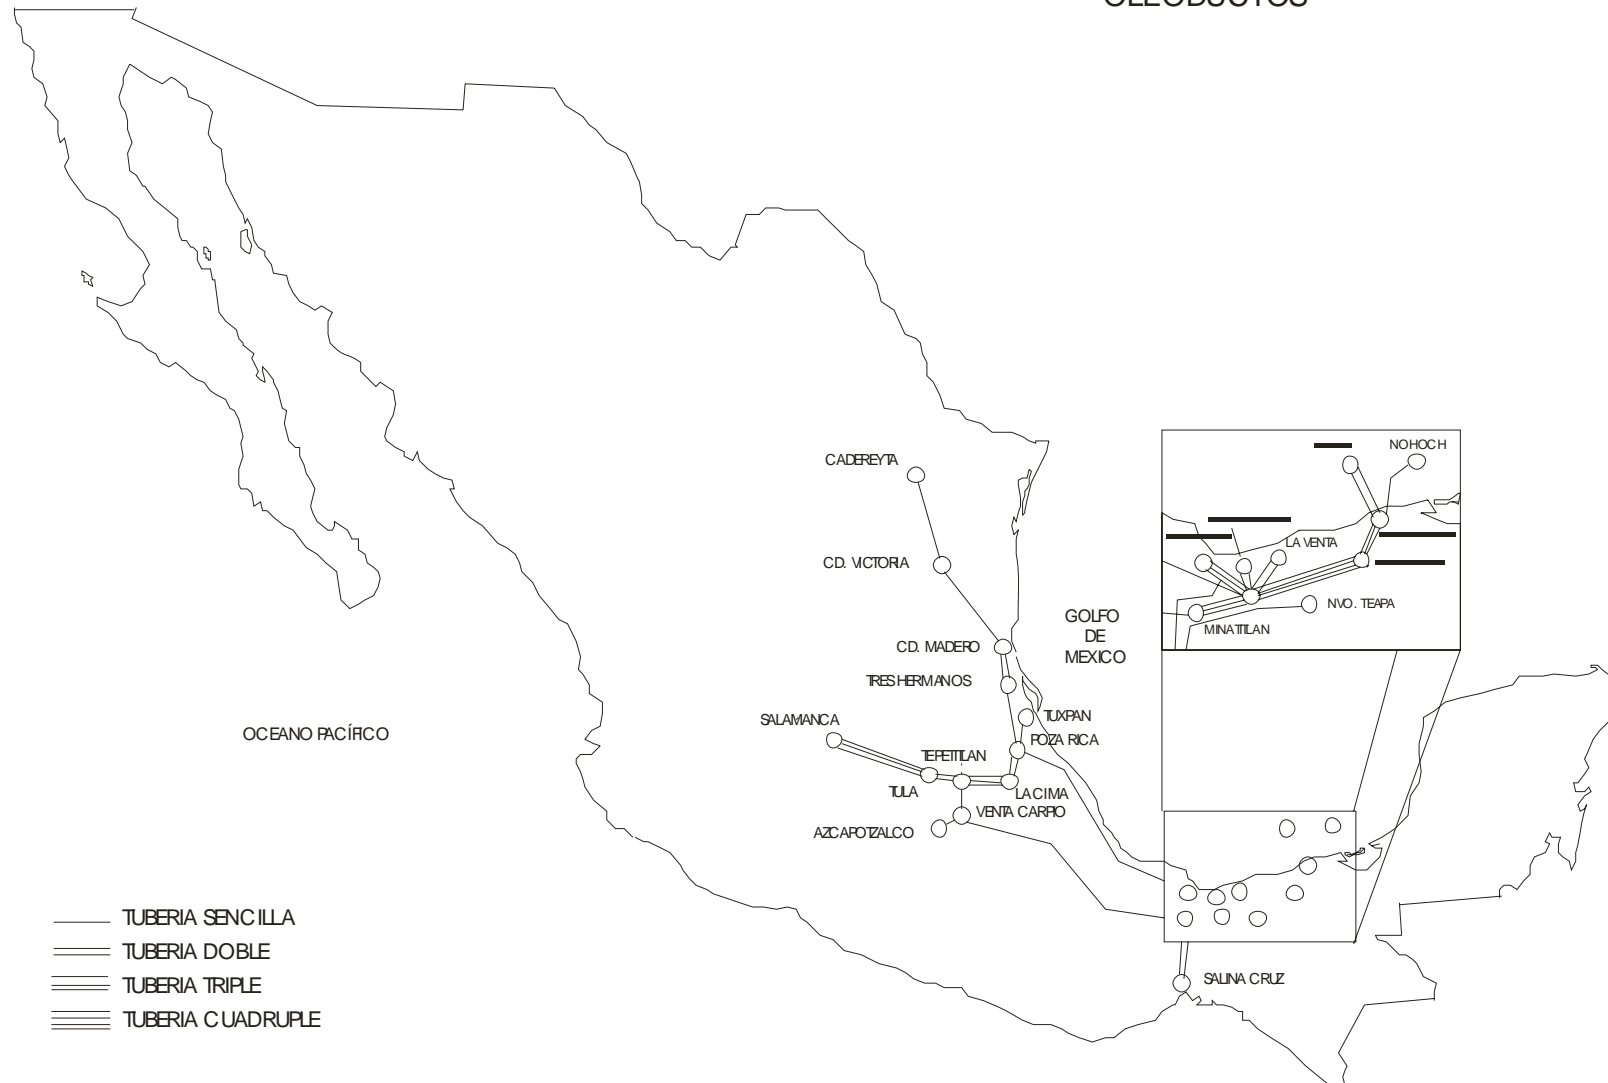 OLEODUCTOS
CADEREYTA
NOHOCH
LA VENTA
CD. VICTORIA
NVO. TEAPA
GOLFO
DE
MEXICO
MINATITLAN
CD. MADERO
TRES HERMANOS
TUXPAN
SALAMANCA
OCEANO PACÍFICO
POZA RICA
TEPETITLAN
TULA
LA CIMA
VENTA CARPIO
AZCAPOTZALCO
TUBERIA SENCILLA
TUBERIA DOBLE
TUBERIA TRIPLE
TUBERIA CUADRUPLE
SALINA CRUZ